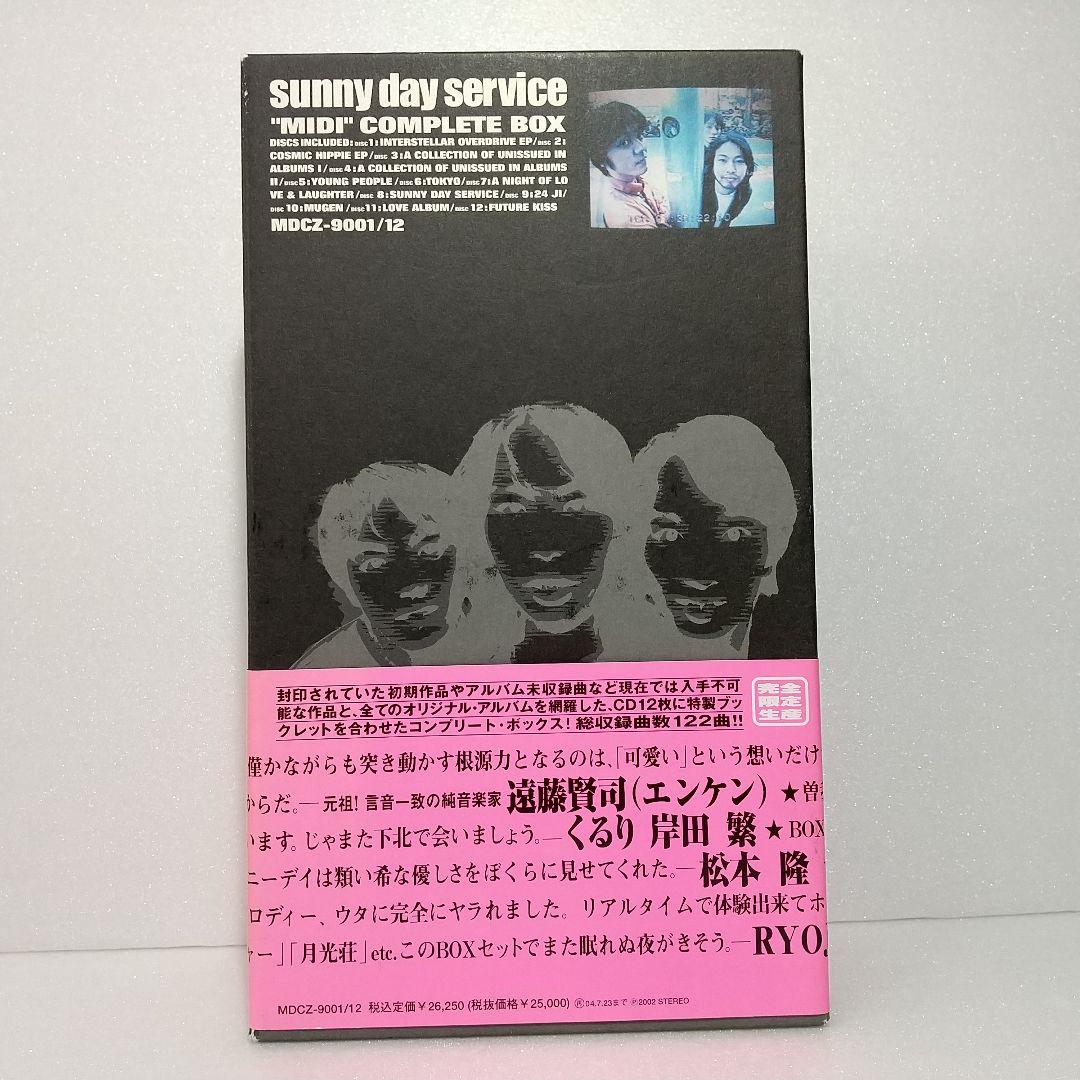 sunny day service
"MIDI" COMPLETE BOX
DISCS INCLUDED: DISC 1: INTERSTELLAR OVERDRIVE EP/DISC 2:
COSMIC HIPPIE EP/DISC 3: A COLLECTION OF UNISSUED IN
ALBUMS I/DISC 4: A COLLECTION OF UNISSUED IN ALBUMS
II/DISC 5: YOUNG PEOPLE/DISC 6: TOKYO/DISC 7: A NIGHT OF LO
VE & LAUGHTER/DISC 8: SUNNY DAY SERVICE/DISC 9: 24 JI/
DISC 10: MUGEN/DISC 11: LOVE ALBUM/DISC 12: FUTURE KISS
MDCZ-9001/12
封印されていた初期作品やアルバム未収録曲など現在では入手不可
能な作品と、全てのオリジナル・アルバムを網羅した、CD12枚に特製ブッ
クレットを合わせたコンプリート・ボックス! 総収録曲数122曲!!
完全
限定
生産
僅かながらも突き動かす根源力となるのは、「可愛い」という想いだけ
からだ。─ 元祖! 言音一致の純音楽家 遠藤賢司(エンケン) ★
います。じゃまた下北で会いましょう。─ くるり 岸田 繁 ★ BOX
ニーデイは類い希な優しさをぼくらに見せてくれた。─ 松本 隆
ロディー、ウタに完全にヤラれました。リアルタイムで体験出来てホ
ー」「月光荘」etc.このBOXセットでまた眠れぬ夜がきそう。─ RYO
MDCZ-9001/12 税込定価¥26,250 (税抜価格¥25,000) Ⓡ04.7.23まで ℗2002 STEREO